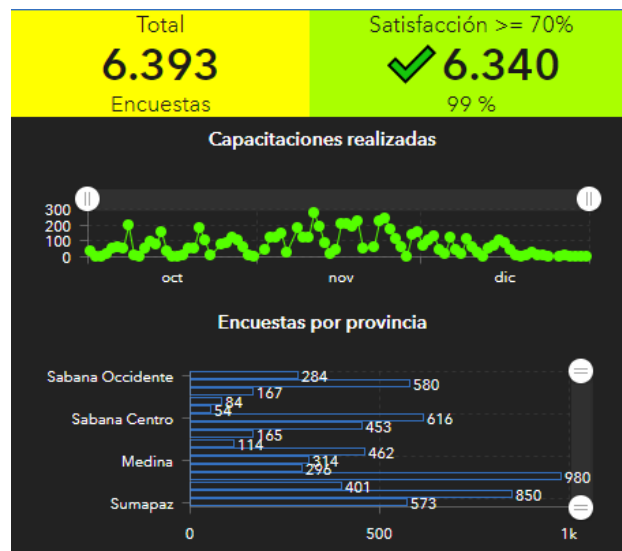 Total
6.393
Encuestas
Satisfacción >= 70%
6.340
99 %
Capacitaciones realizadas
300
200
100
0
oct nov dic
Encuestas por provincia
Sabana Occidente
284
580
167
84
54
Sabana Centro
616
453
165
114
462
Medina
314
296
980
401
850
Sumapaz
573
0 500 1k